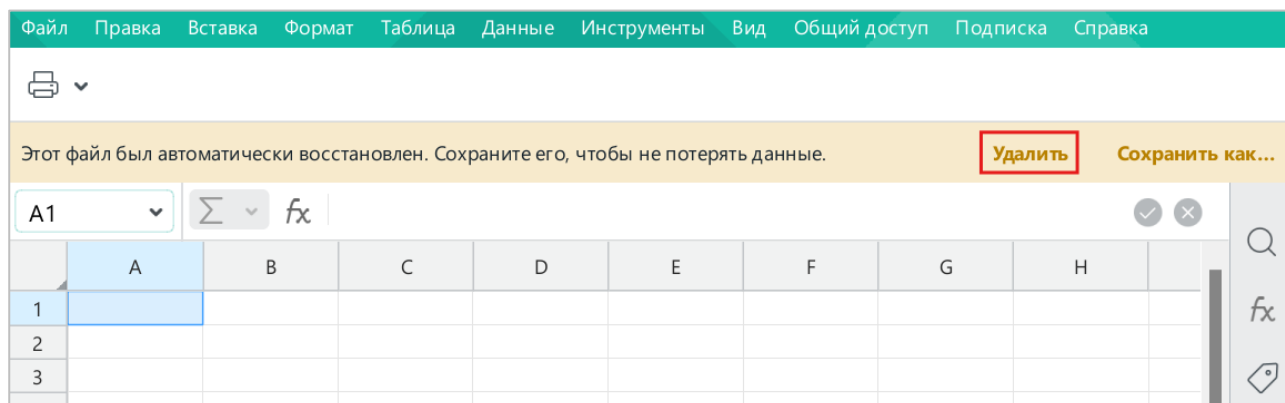 Файл Правка Вставка Формат Таблица Данные Инструменты Вид Общий доступ Подписка Справка
Этот файл был автоматически восстановлен. Сохраните его, чтобы не потерять данные. Удалить Сохранить как...
A1 Σ fx
A B C D E F G H
1
fx
2
3